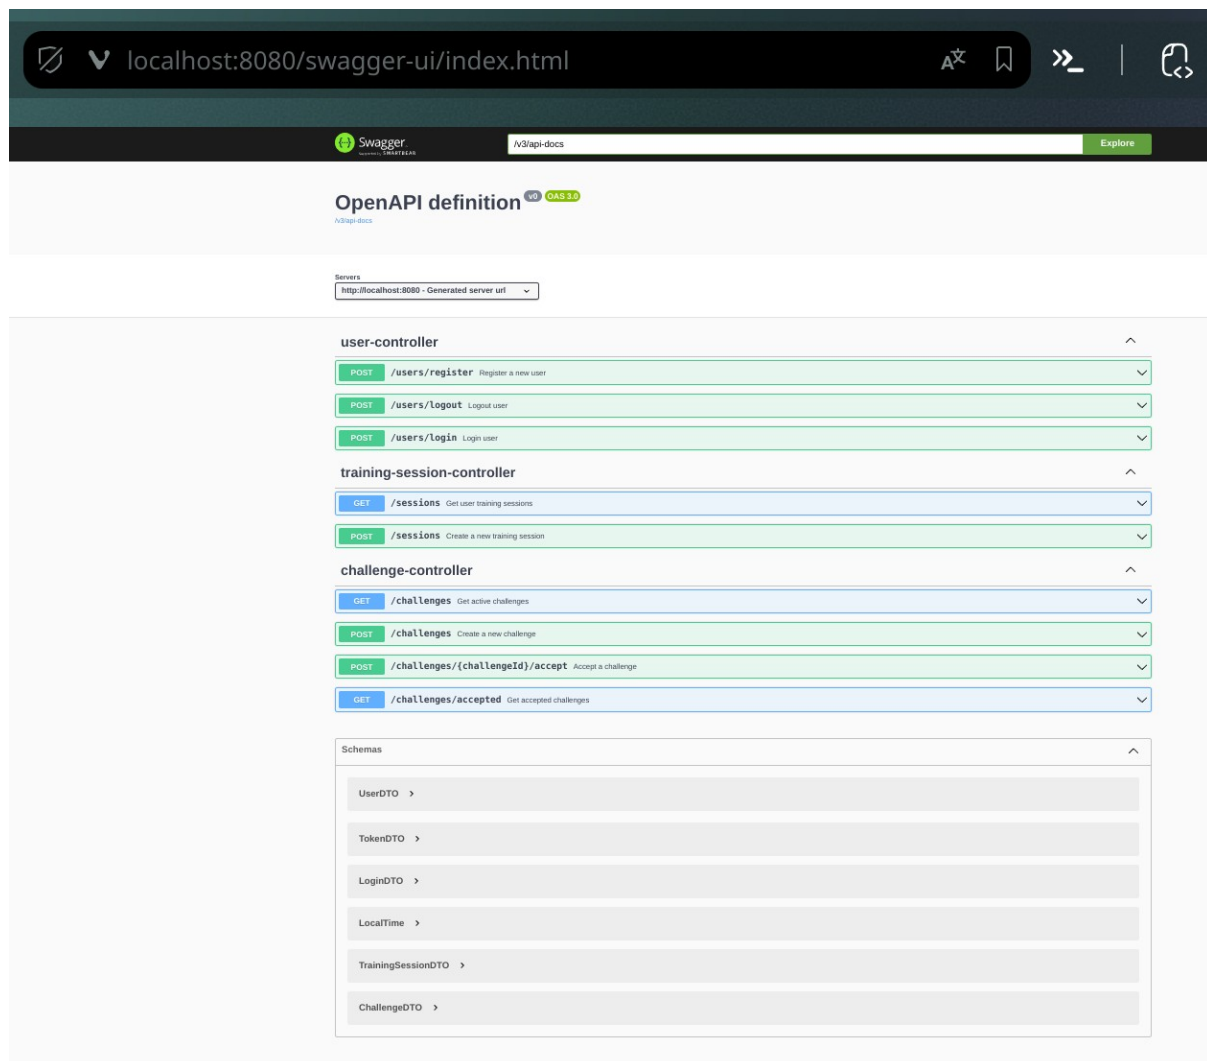 localhost:8080/swagger-ui/index.html
Swagger.
Supported by SMARTBEAR
/v3/api-docs
Explore
OpenAPI definition v0 OAS 3.0
/v3/api-docs
Servers
http://localhost:8080 - Generated server url
user-controller
POST /users/register Register a new user
POST /users/logout Logout user
POST /users/login Login user
training-session-controller
GET /sessions Get user training sessions
POST /sessions Create a new training session
challenge-controller
GET /challenges Get active challenges
POST /challenges Create a new challenge
POST /challenges/{challengeId}/accept Accept a challenge
GET /challenges/accepted Get accepted challenges
Schemas
UserDTO
TokenDTO
LoginDTO
LocalTime
TrainingSessionDTO
ChallengeDTO